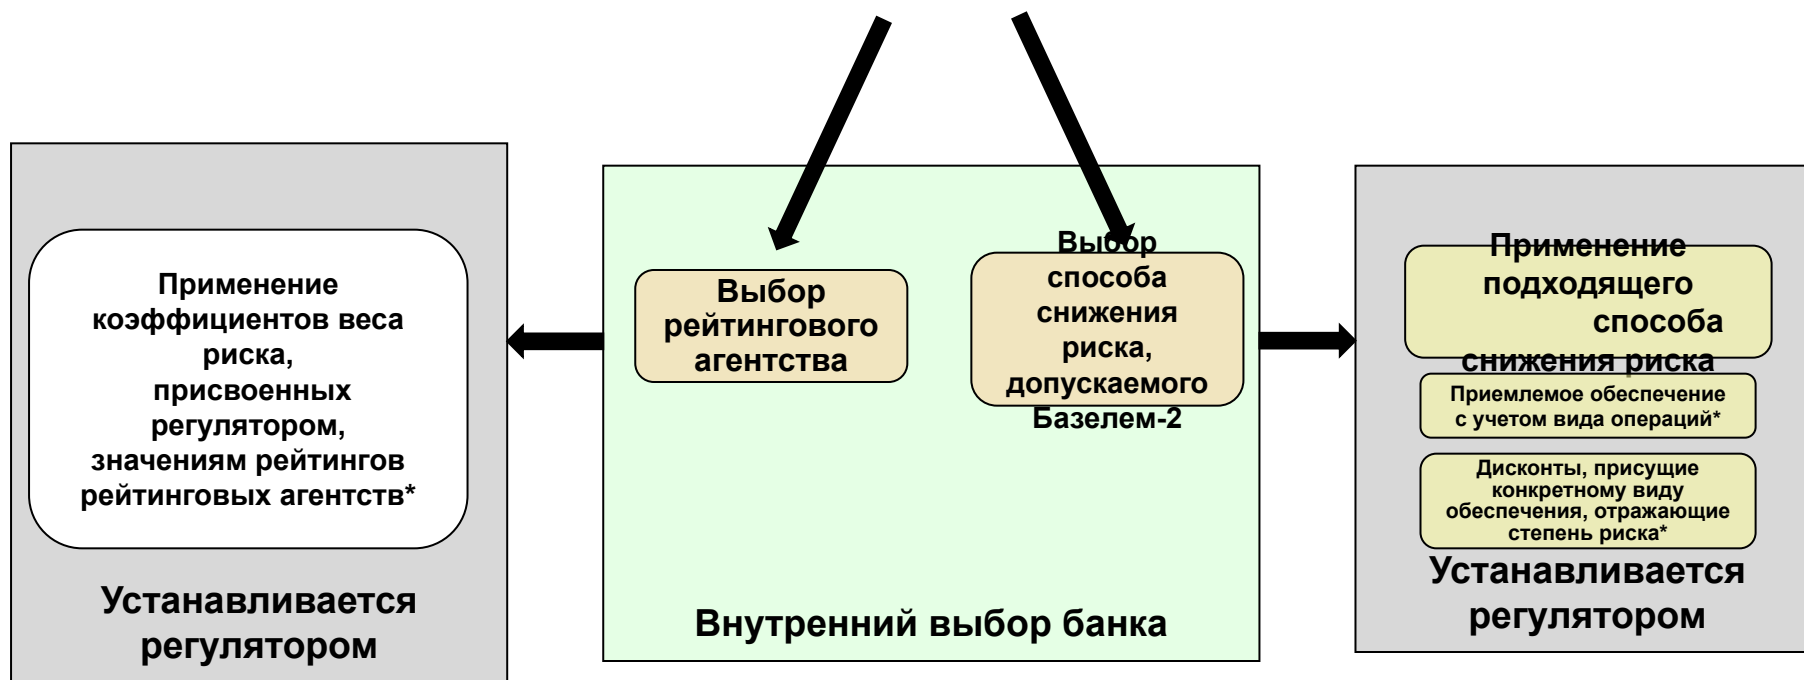 Применение
коэффициентов веса
риска,
присвоенных
регулятором,
значениям рейтингов
рейтинговых агентств*
Устанавливается
регулятором
Выбор
рейтингового
агентства
Выбор
способа
снижения
риска,
допускаемого
Базелем-2
Внутренний выбор банка
Применение
подходящего
способа
снижения риска
Приемлемое обеспечение
с учетом вида операций*
Дисконты, присущие
конкретному виду
обеспечения, отражающие
степень риска*
Устанавливается
регулятором